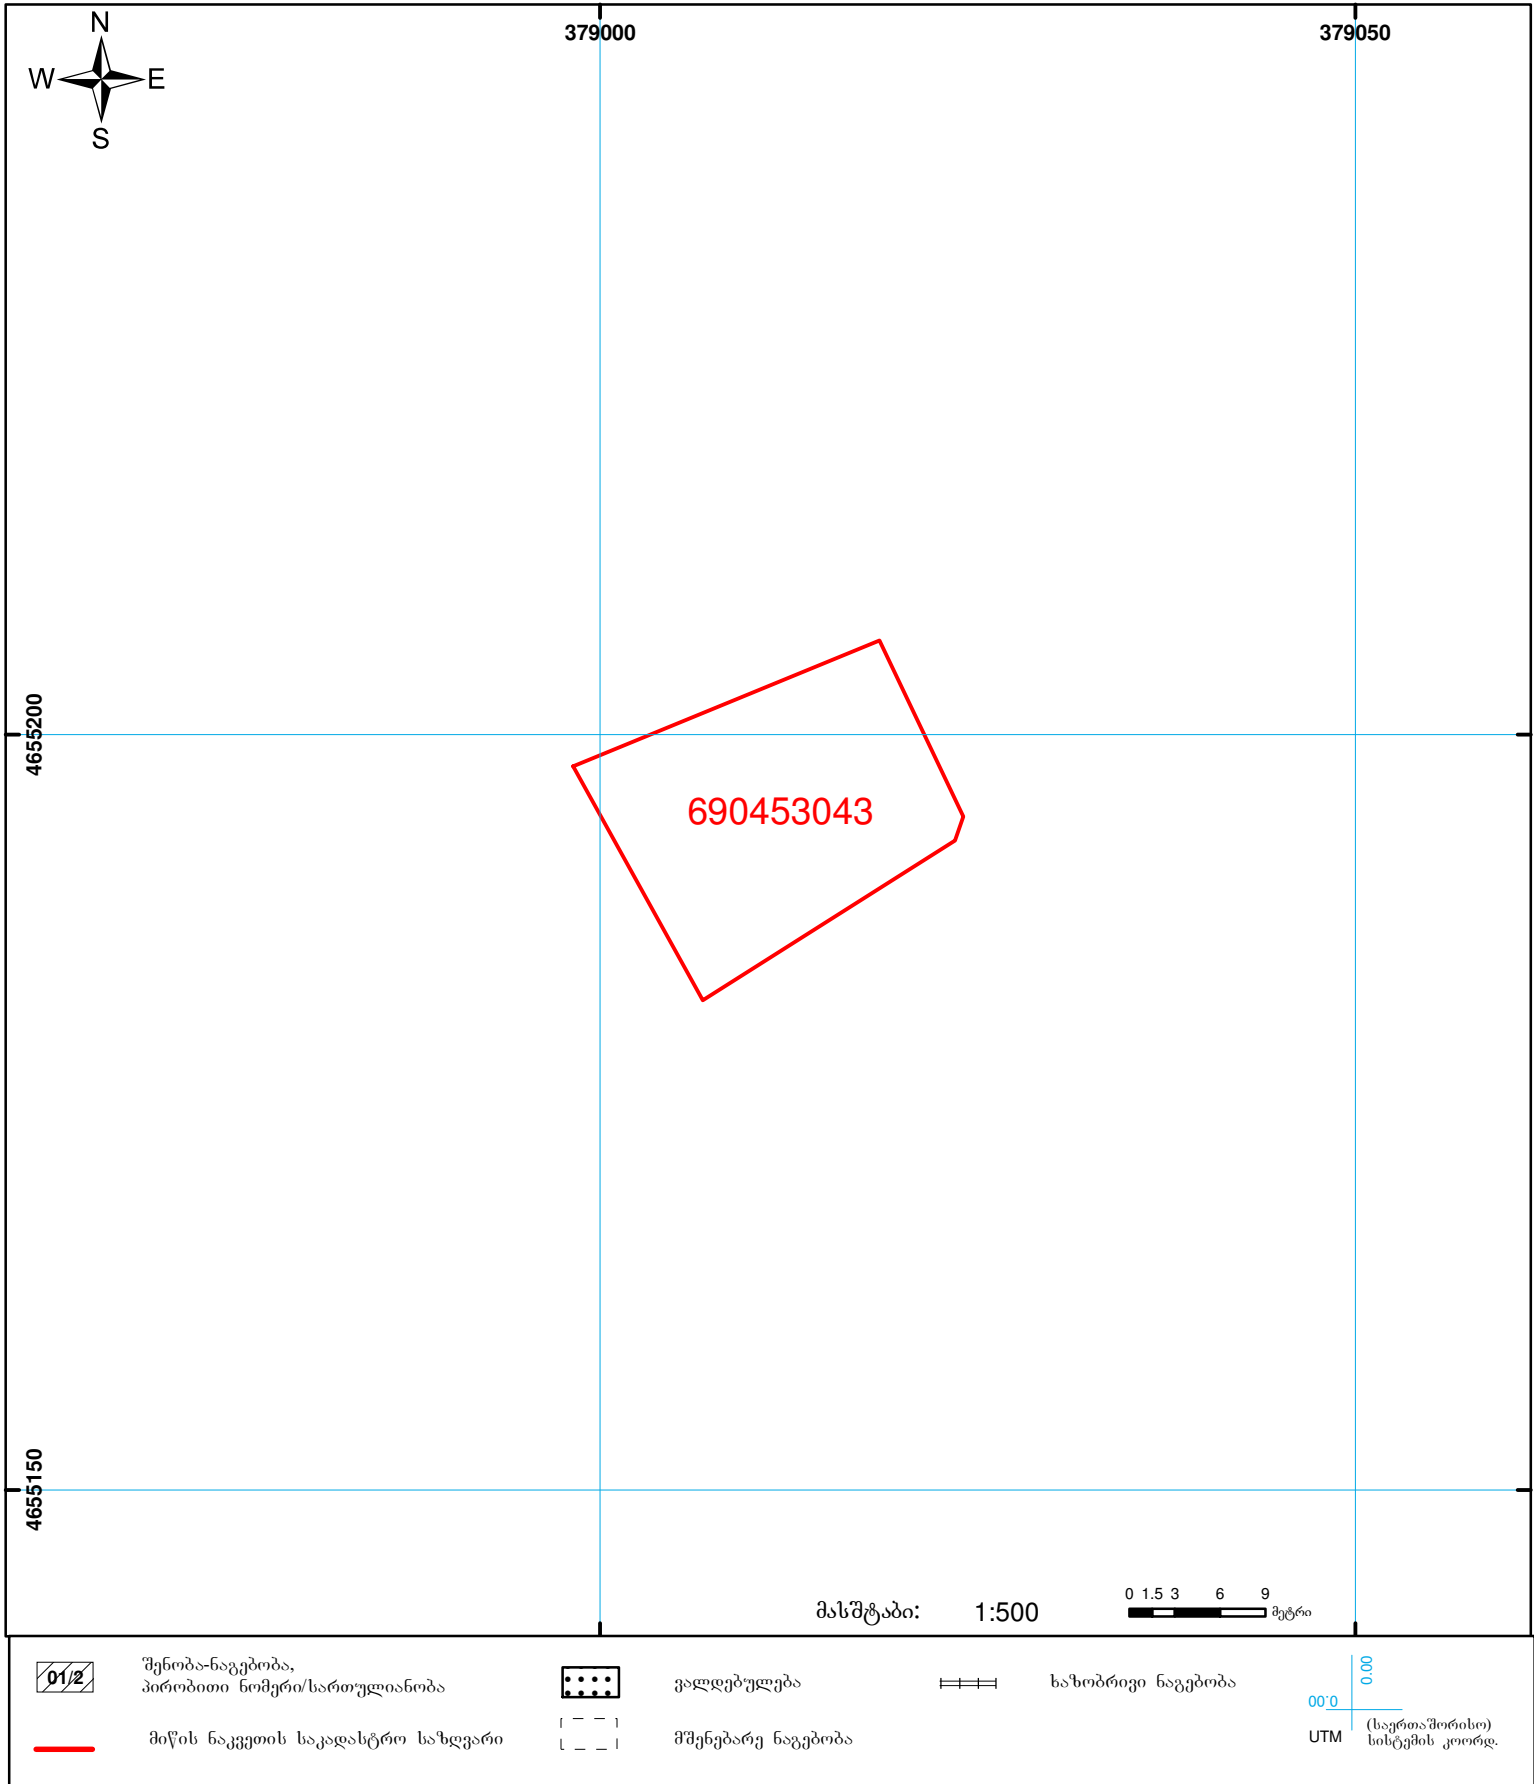 N
379000
379050
W
E
S
4655200
690453043
4655150
მასშტაბი:
1:500
0 1.5 3 6 9
მეტრი
01/2
შენობა-ნაგებობა,
პირობითი ნომერი/სართულიანობა
ვალდებულება
ხაზობრივი ნაგებობა
0.00
00.0
UTM
(საერთაშორისო)
სისტემის კოორდ.
მიწის ნაკვეთის საკადასტრო საზღვარი
მშენებარე ნაგებობა